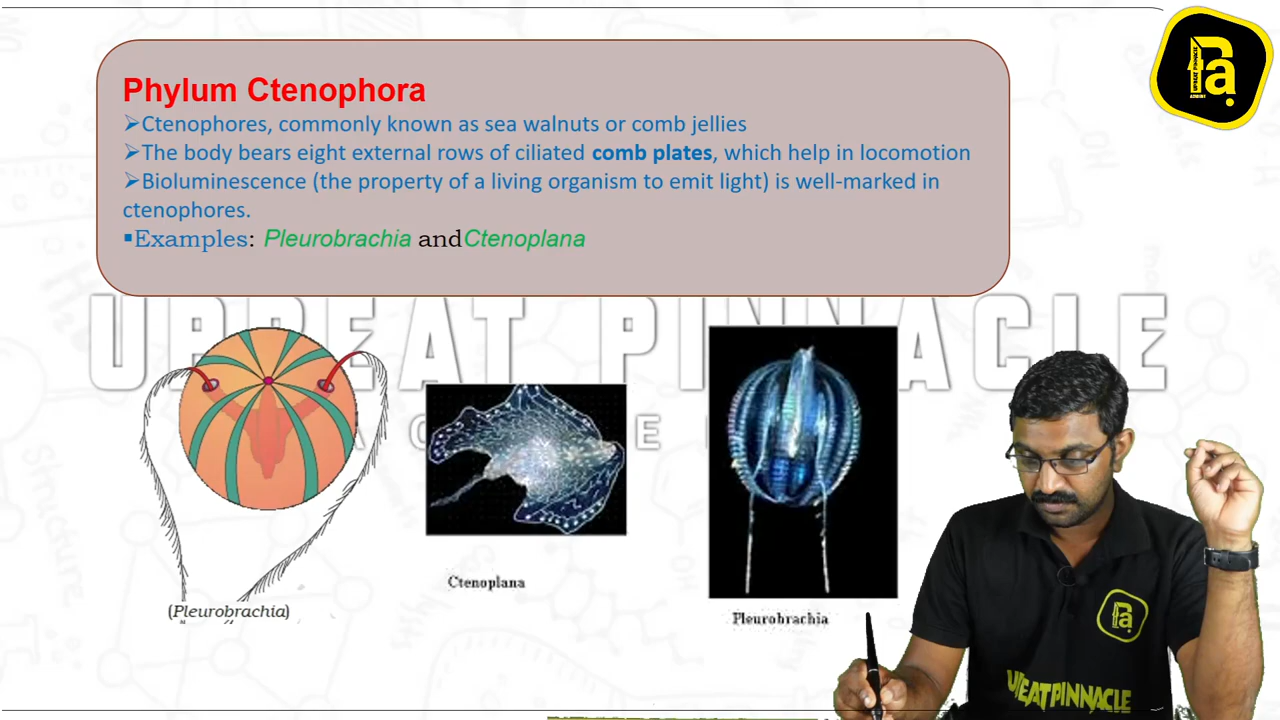 Phylum Ctenophora
➢Ctenophores, commonly known as sea walnuts or comb jellies
➢The body bears eight external rows of ciliated comb plates, which help in locomotion
➢Bioluminescence (the property of a living organism to emit light) is well-marked in
ctenophores.
▪Examples: Pleurobrachia andCtenoplana
UPBEAT PINNACLE
(Pleurobrachia)
Ctenoplana
Pleurobrachia
Pa
UPBEATPINNACLE